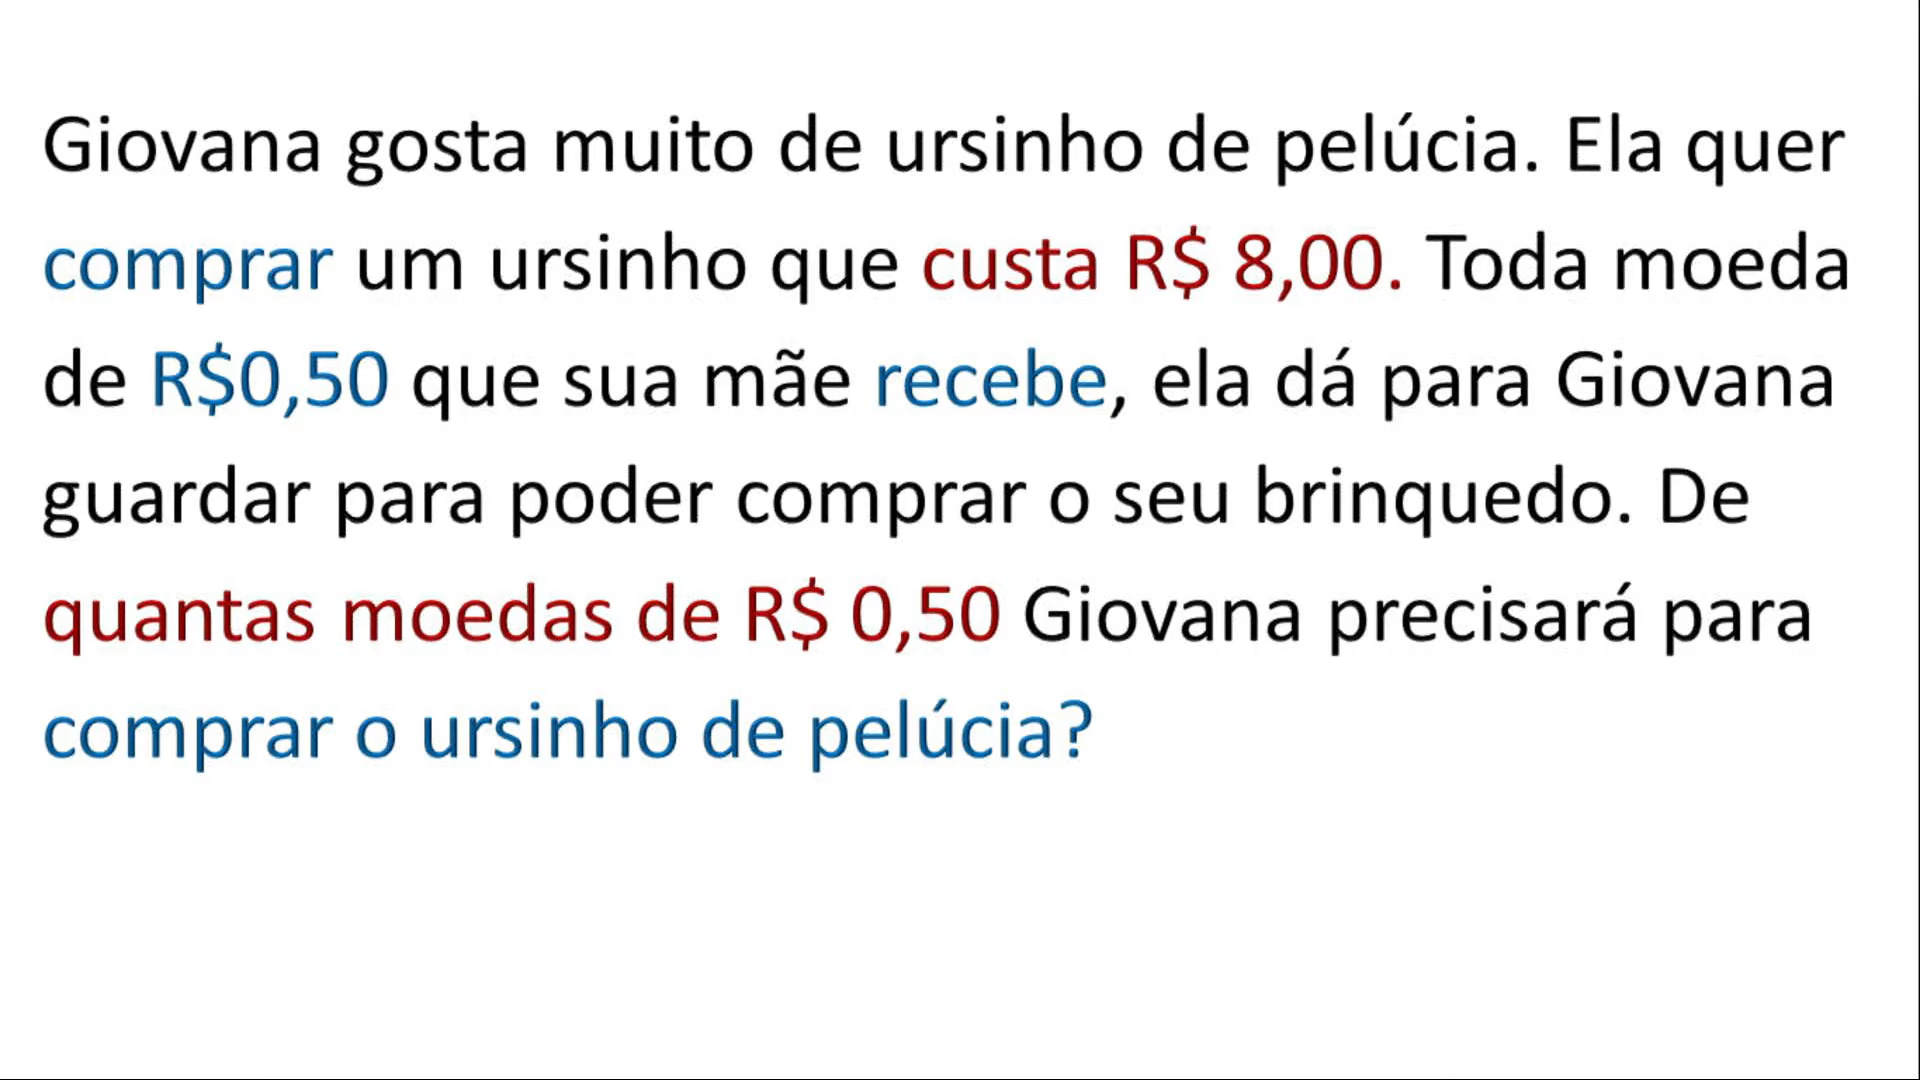 Giovana gosta muito de ursinho de pelúcia. Ela quer
comprar um ursinho que custa R$ 8,00. Toda moeda
de R$0,50 que sua mãe recebe, ela dá para Giovana
guardar para poder comprar o seu brinquedo. De
quantas moedas de R$ 0,50 Giovana precisará para
comprar o ursinho de pelúcia?